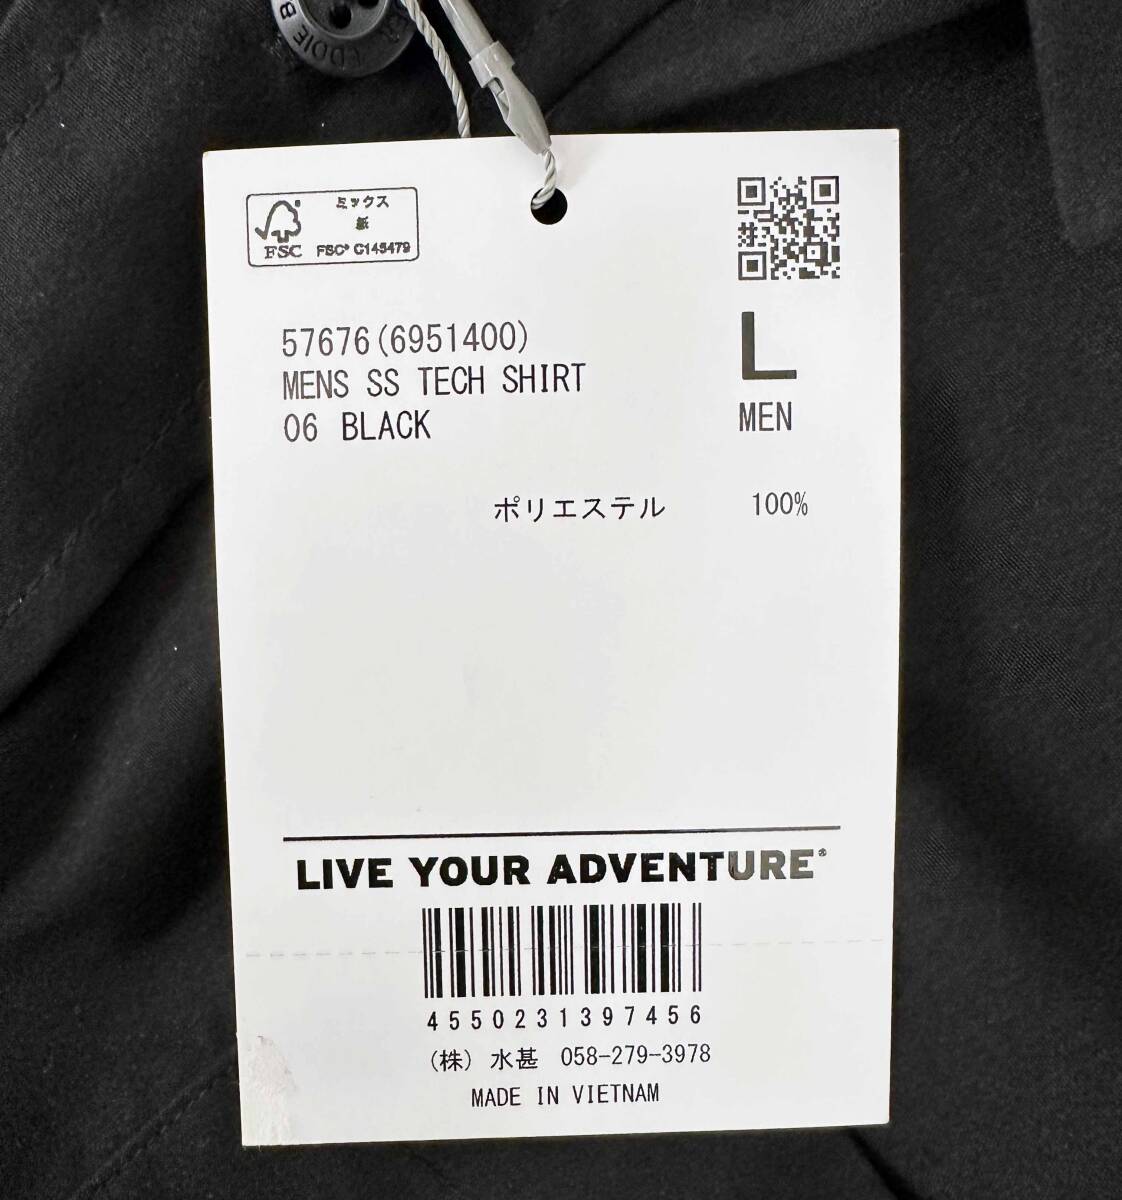 EDDIE B
ミックス
紙
FSC
FSC® C145479
57676(6951400)
MENS SS TECH SHIRT
06 BLACK
L
MEN
ポリエステル 100%
LIVE YOUR ADVENTURE®
4550231397456
(株) 水甚 058-279-3978
MADE IN VIETNAM